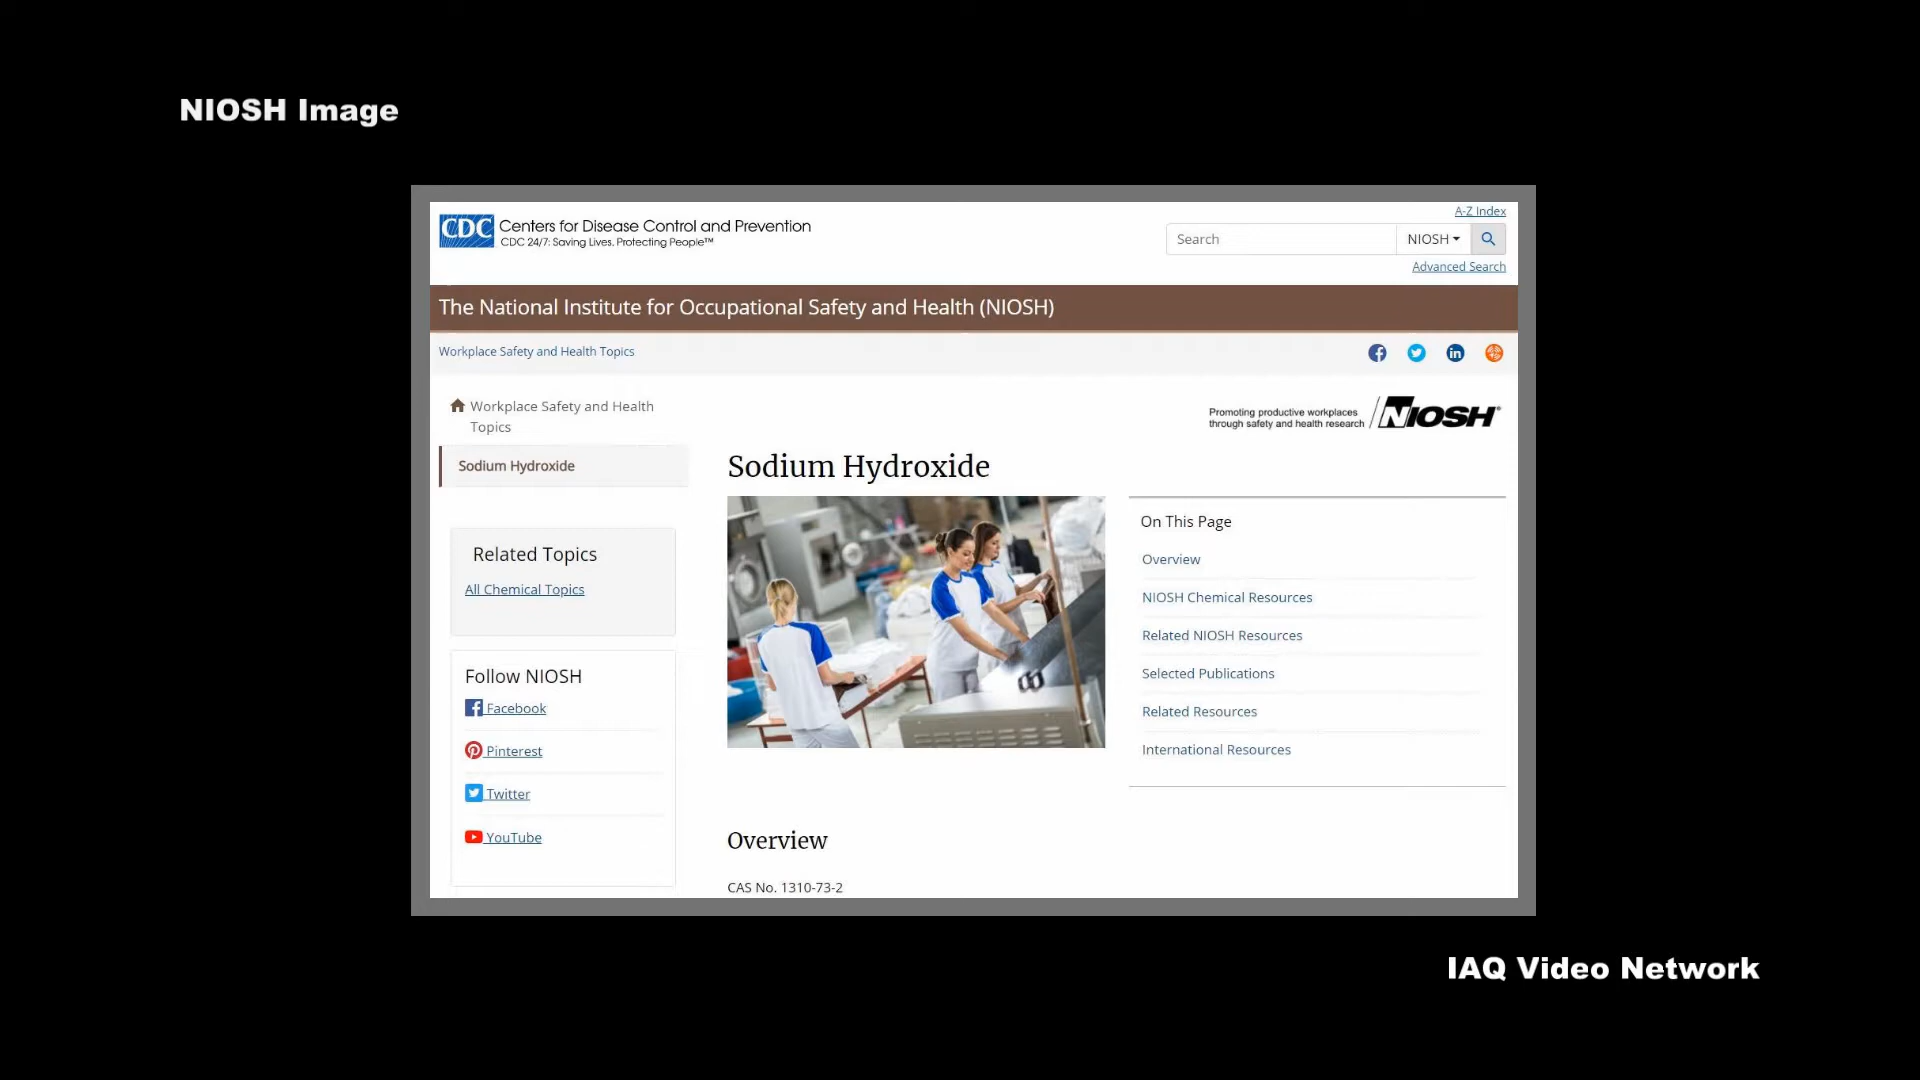 NIOSH Image
CDC Centers for Disease Control and Prevention
CDC 24/7: Saving Lives, Protecting People™
A-Z Index
Search
NIOSH
Advanced Search
The National Institute for Occupational Safety and Health (NIOSH)
Workplace Safety and Health Topics
Workplace Safety and Health
Topics
Sodium Hydroxide
Related Topics
All Chemical Topics
Follow NIOSH
Facebook
Pinterest
Twitter
YouTube
Promoting productive workplaces
through safety and health research
NIOSH®
Sodium Hydroxide
On This Page
Overview
NIOSH Chemical Resources
Related NIOSH Resources
Selected Publications
Related Resources
International Resources
Overview
CAS No. 1310-73-2
IAQ Video Network